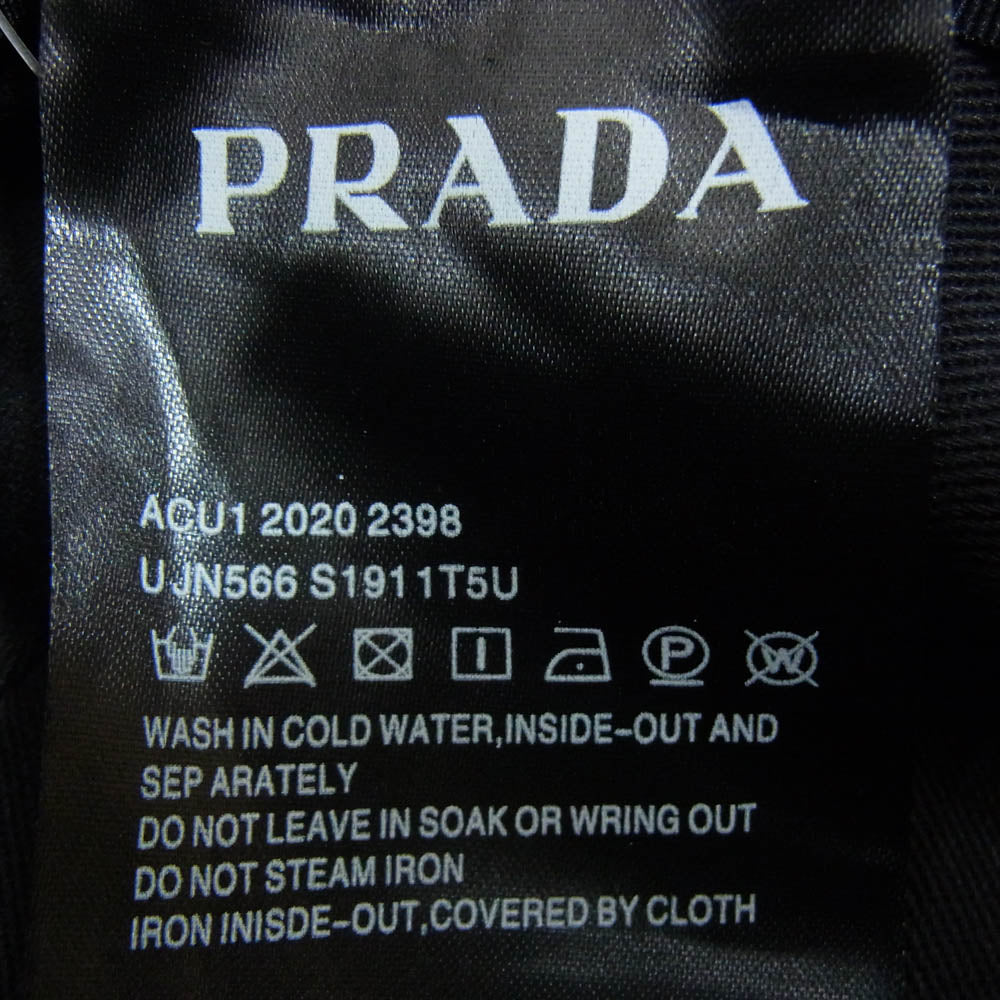 PRADA
ACU1 2020 2398
UJN566 S1911T5U
P W
WASH IN COLD WATER,INSIDE-OUT AND
SEP ARATELY
DO NOT LEAVE IN SOAK OR WRING OUT
DO NOT STEAM IRON
IRON INISDE-OUT,COVERED BY CLOTH